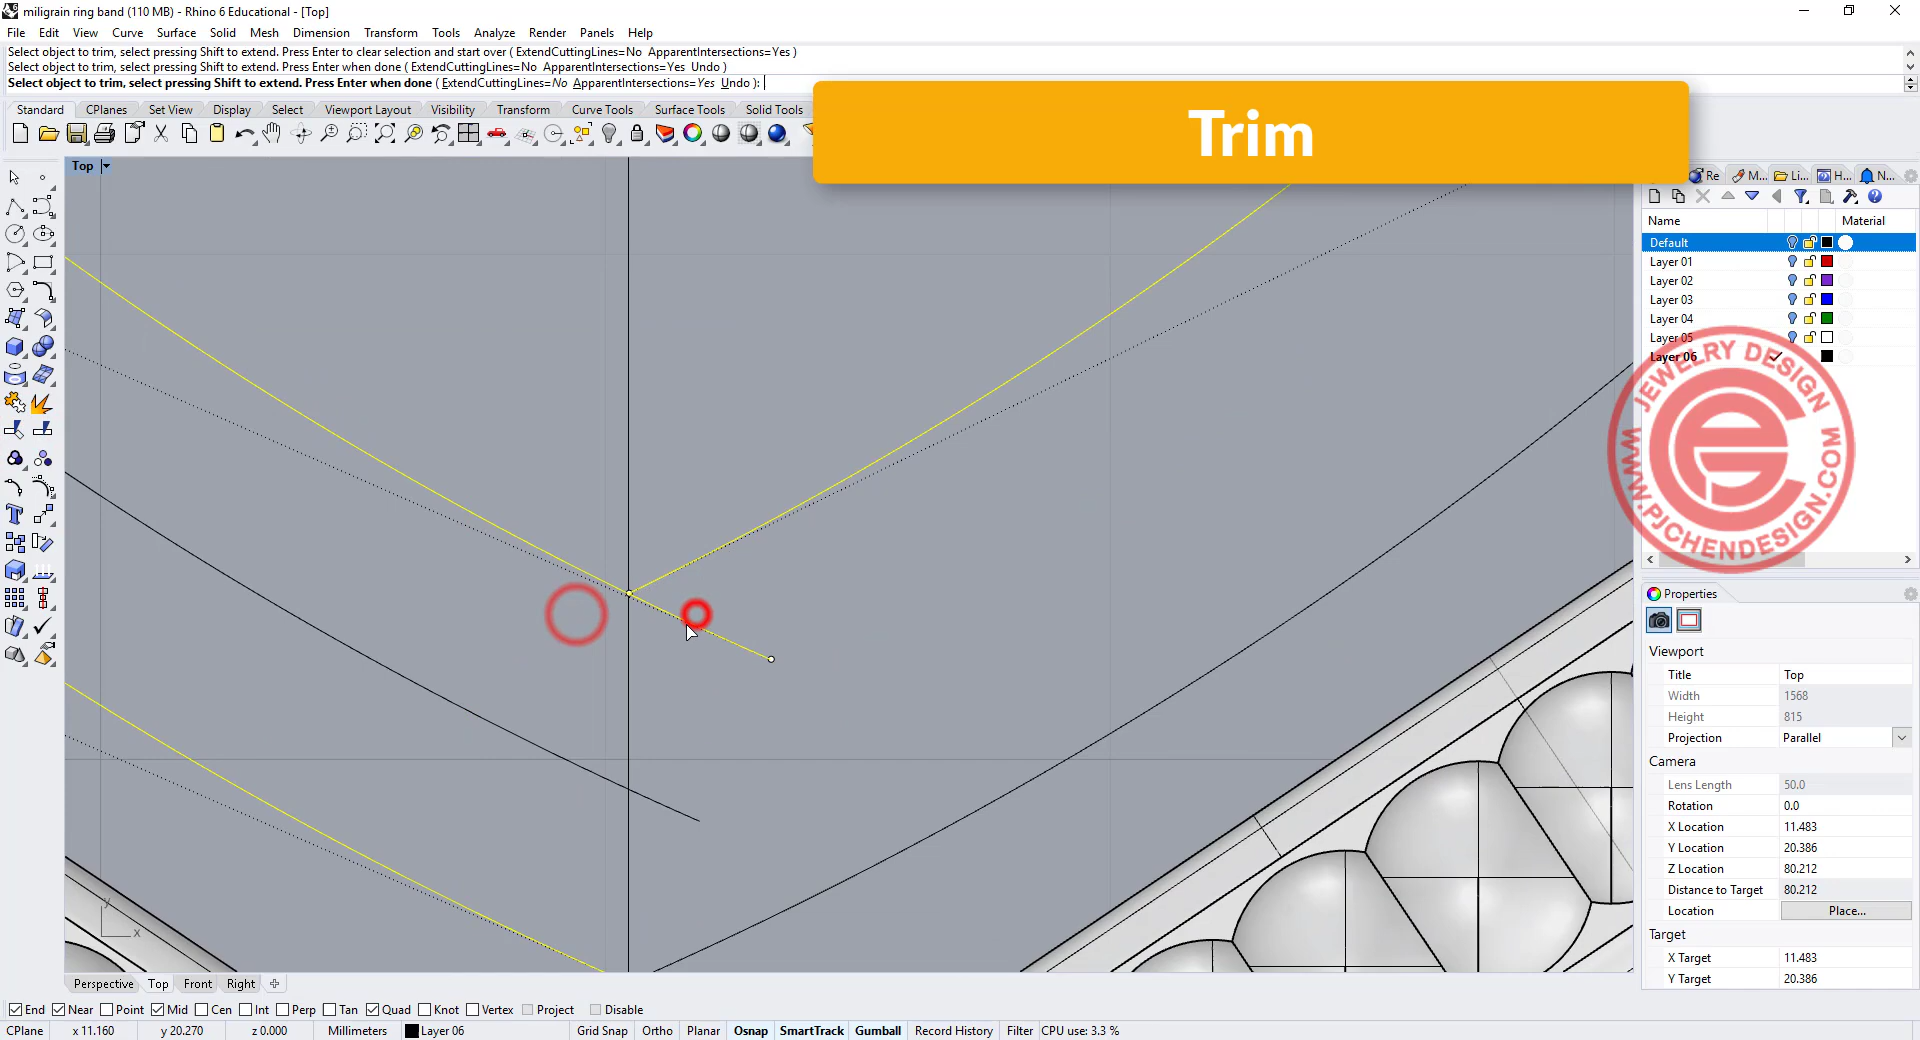 miligrain ring band (110 MB) - Rhino 6 Educational - [Top]
File Edit View Curve Surface Solid Mesh Dimension Transform Tools Analyze Render Panels Help
Select object to trim, select pressing Shift to extend. Press Enter to clear selection and start over ( ExtendCuttingLines=No ApparentIntersections=Yes )
Select object to trim, select pressing Shift to extend. Press Enter when done ( ExtendCuttingLines=No ApparentIntersections=Yes Undo )
Select object to trim, select pressing Shift to extend. Press Enter when done ( ExtendCuttingLines=No ApparentIntersections=Yes Undo ):
Standard CPlanes Set View Display Select Viewport Layout Visibility Transform Curve Tools Surface Tools Solid Tools
Trim
Top
Re M... Li... H... N...
Name Material
Default
Layer 01
Layer 02
Layer 03
Layer 04
Layer 05
Layer 06
JEWELRY DESIGN
WWW.PJCHENDESIGN.COM
Properties
Viewport
Title Top
Width 1568
Height 815
Projection Parallel
Camera
Lens Length 50.0
Rotation 0.0
X Location 11.483
Y Location 20.386
Z Location 80.212
Distance to Target 80.212
Location Place...
Target
X Target 11.483
Y Target 20.386
y
x
Perspective Top Front Right
End Near Point Mid Cen Int Perp Tan Quad Knot Vertex Project Disable
CPlane x 11.160 y 20.270 z 0.000 Millimeters Layer 06 Grid Snap Ortho Planar Osnap SmartTrack Gumball Record History Filter CPU use: 3.3 %